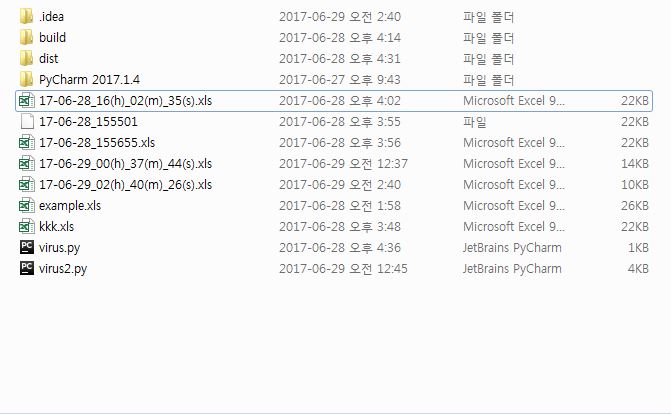 .idea 2017-06-29 오전 2:40 파일 폴더
build 2017-06-28 오후 4:14 파일 폴더
dist 2017-06-28 오후 4:31 파일 폴더
PyCharm 2017.1.4 2017-06-27 오후 9:43 파일 폴더
17-06-28_16(h)_02(m)_35(s).xls 2017-06-28 오후 4:02 Microsoft Excel 9... 22KB
17-06-28_155501 2017-06-28 오후 3:55 파일 22KB
17-06-28_155655.xls 2017-06-28 오후 3:56 Microsoft Excel 9... 22KB
17-06-29_00(h)_37(m)_44(s).xls 2017-06-29 오전 12:37 Microsoft Excel 9... 14KB
17-06-29_02(h)_40(m)_26(s).xls 2017-06-29 오전 2:40 Microsoft Excel 9... 10KB
example.xls 2017-06-28 오전 1:58 Microsoft Excel 9... 26KB
kkk.xls 2017-06-28 오후 3:48 Microsoft Excel 9... 22KB
virus.py 2017-06-28 오후 4:36 JetBrains PyCharm 1KB
virus2.py 2017-06-29 오전 12:45 JetBrains PyCharm 4KB